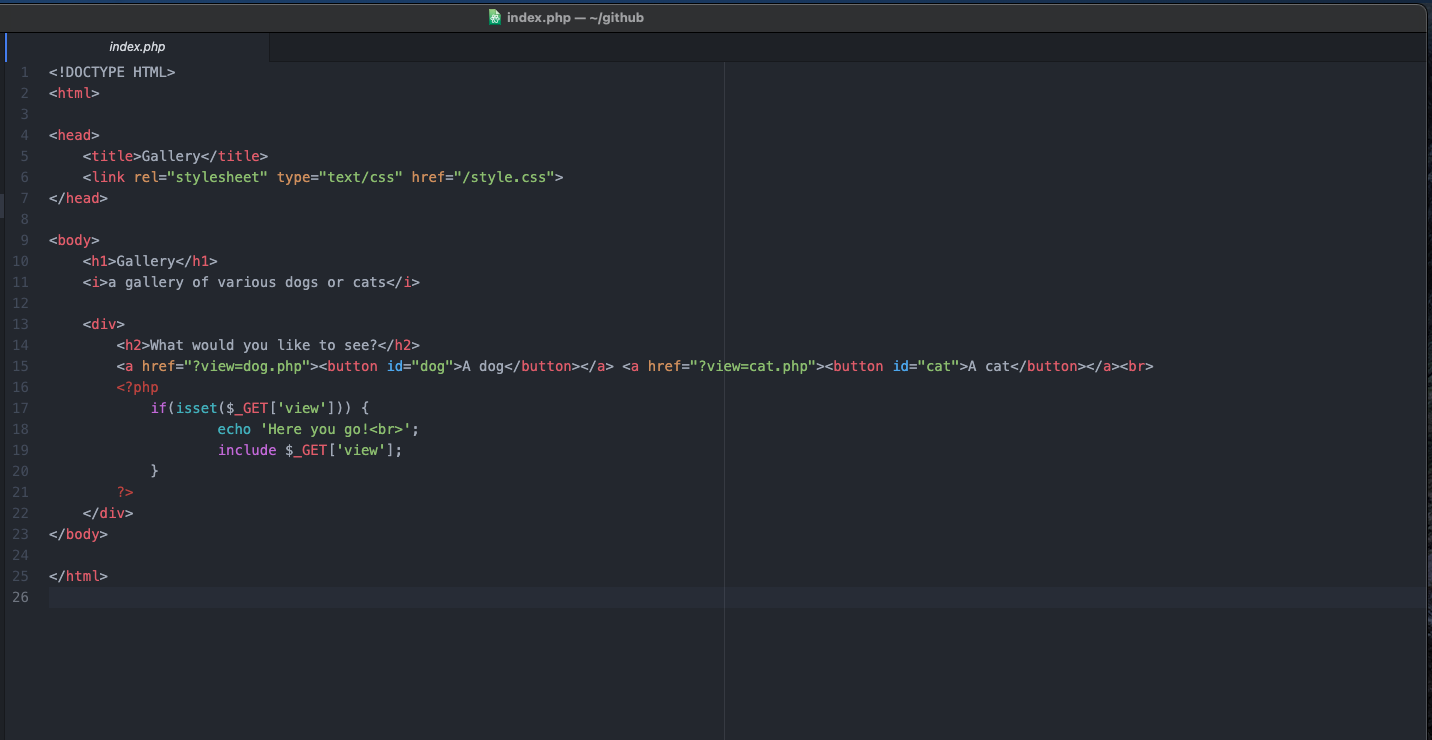 index.php — ~/github
index.php
1 <!DOCTYPE HTML>
2 <html>
3
4 <head>
5     <title>Gallery</title>
6     <link rel="stylesheet" type="text/css" href="/style.css">
7 </head>
8
9 <body>
10     <h1>Gallery</h1>
11     <i>a gallery of various dogs or cats</i>
12
13     <div>
14         <h2>What would you like to see?</h2>
15         <a href="?view=dog.php"><button id="dog">A dog</button></a> <a href="?view=cat.php"><button id="cat">A cat</button></a><br>
16         <?php
17             if(isset($_GET['view'])) {
18                     echo 'Here you go!<br>';
19                     include $_GET['view'];
20             }
21         ?>
22     </div>
23 </body>
24
25 </html>
26